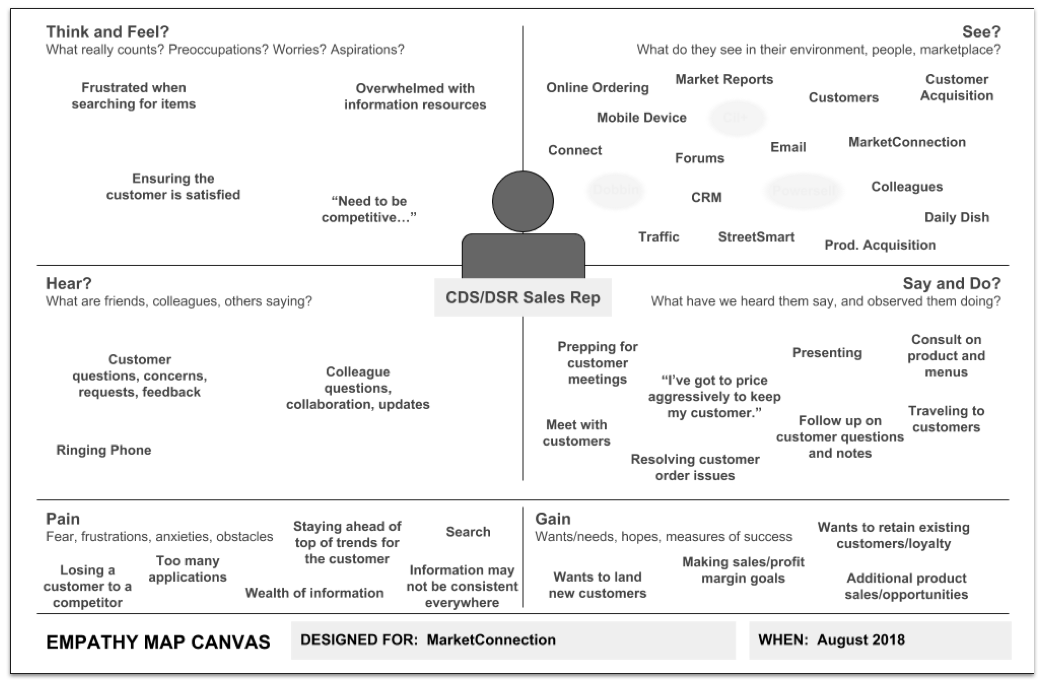 Think and Feel?
What really counts? Preoccupations? Worries? Aspirations?
Frustrated when
searching for items
Overwhelmed with
information resources
Ensuring the
customer is satisfied
“Need to be
competitive…”
See?
What do they see in their environment, people, marketplace?
Online Ordering
Market Reports
Customers
Customer
Acquisition
Mobile Device
Connect
Forums
Email
MarketConnection
CRM
Colleagues
Daily Dish
Traffic
StreetSmart
Prod. Acquisition
CDS/DSR Sales Rep
Hear?
What are friends, colleagues, others saying?
Customer
questions, concerns,
requests, feedback
Colleague
questions,
collaboration, updates
Ringing Phone
Say and Do?
What have we heard them say, and observed them doing?
Prepping for
customer
meetings
Presenting
Consult on
product and
menus
“I’ve got to price
aggressively to keep
my customer.”
Meet with
customers
Follow up on
customer questions
and notes
Traveling to
customers
Resolving customer
order issues
Pain
Fear, frustrations, anxieties, obstacles
Staying ahead of
top of trends for
the customer
Search
Losing a
customer to a
competitor
Too many
applications
Wealth of information
Information may
not be consistent
everywhere
Gain
Wants/needs, hopes, measures of success
Wants to retain existing
customers/loyalty
Wants to land
new customers
Making sales/profit
margin goals
Additional product
sales/opportunities
EMPATHY MAP CANVAS
DESIGNED FOR: MarketConnection
WHEN: August 2018